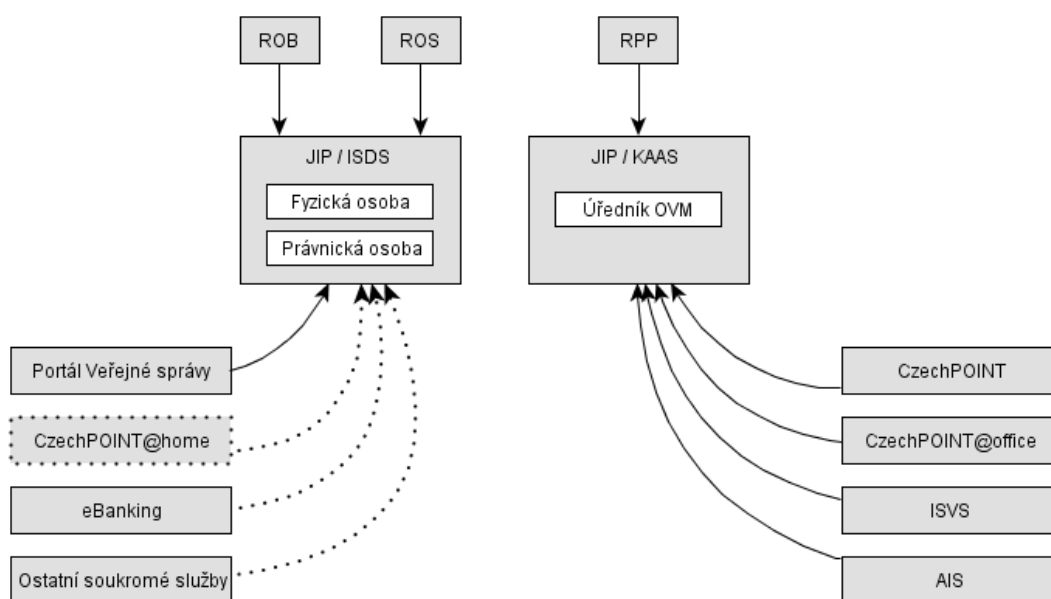 ROB
ROS
RPP
JIP / ISDS
Fyzická osoba
Právnická osoba
JIP / KAAS
Úředník OVM
Portál Veřejné správy
CzechPOINT@home
eBanking
Ostatní soukromé služby
CzechPOINT
CzechPOINT@office
ISVS
AIS